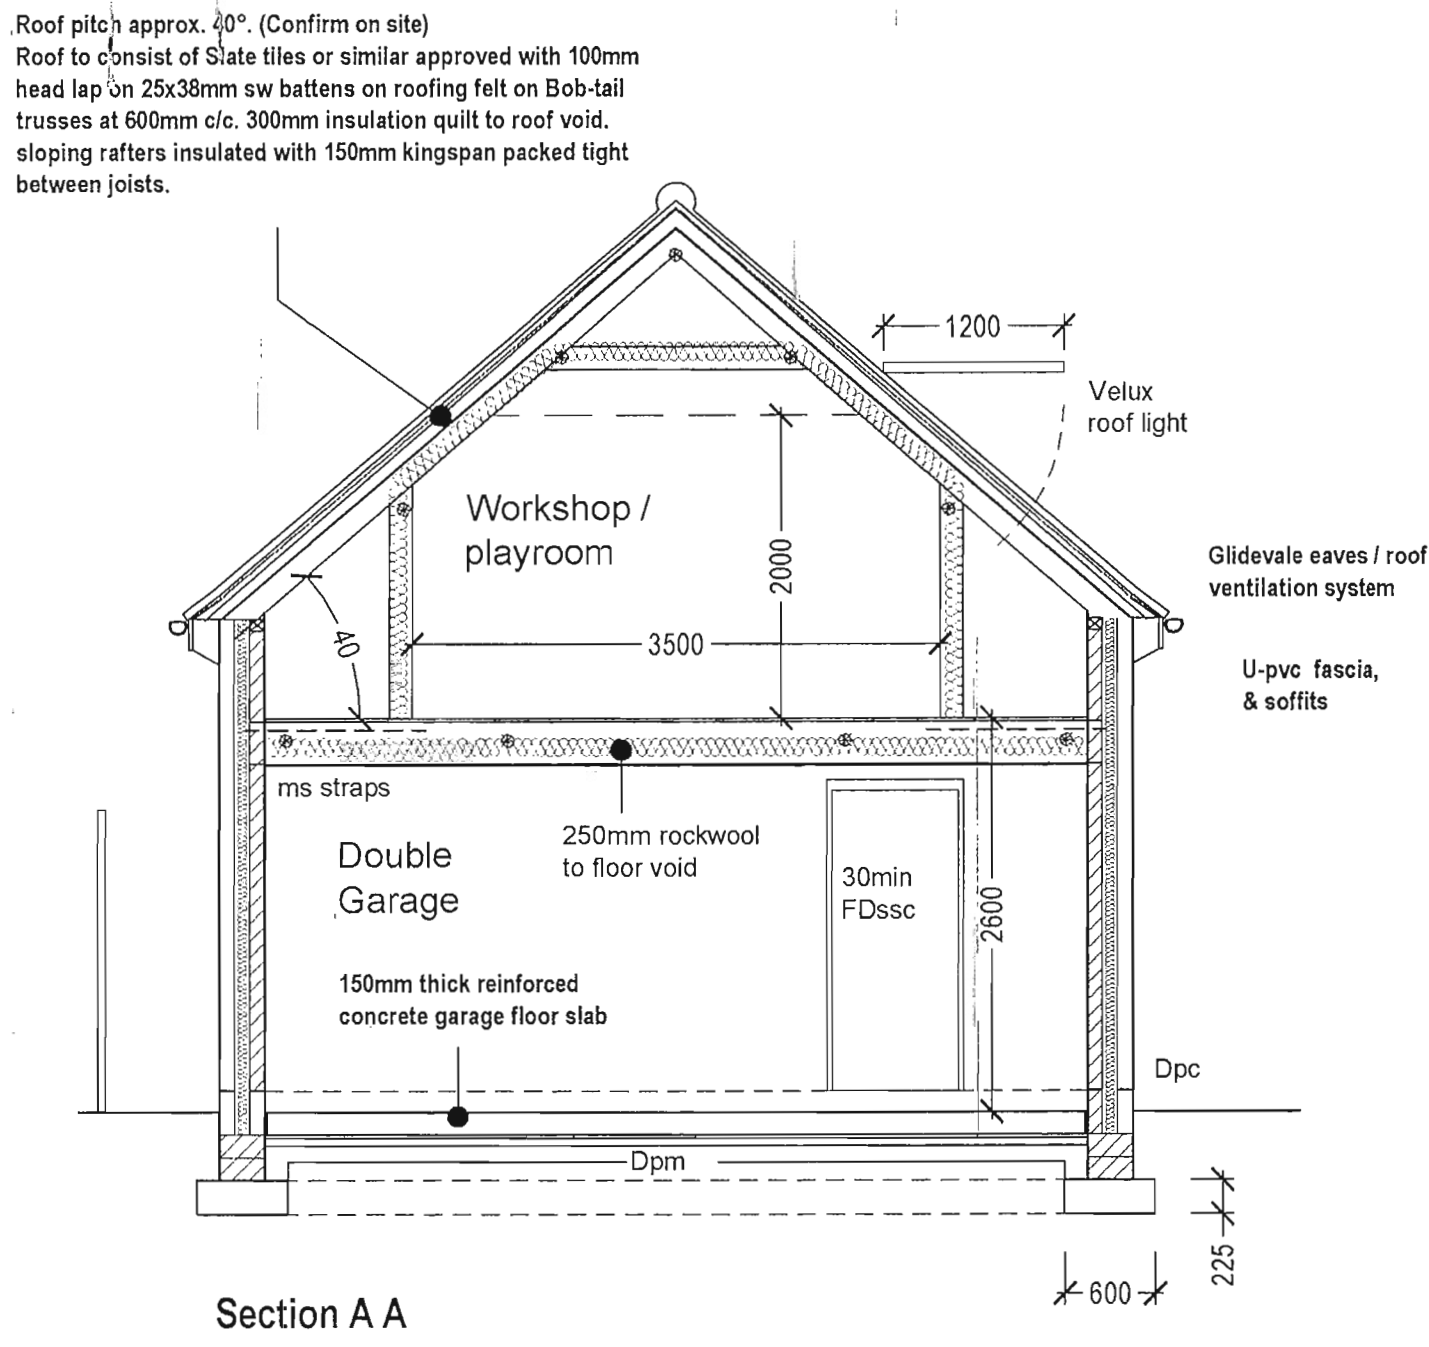 Roof pitch approx. 40°. (Confirm on site)
Roof to consist of Slate tiles or similar approved with 100mm
head lap on 25x38mm sw battens on roofing felt on Bob-tail
trusses at 600mm c/c. 300mm insulation quilt to roof void.
sloping rafters insulated with 150mm kingspan packed tight
between joists.
1200
Velux
roof light
Workshop /
playroom
2000
Glidevale eaves / roof
ventilation system
40
3500
U-pvc fascia,
& soffits
ms straps
250mm rockwool
to floor void
Double
Garage
30min
FDssc
2600
150mm thick reinforced
concrete garage floor slab
Dpc
Dpm
225
600
Section A A